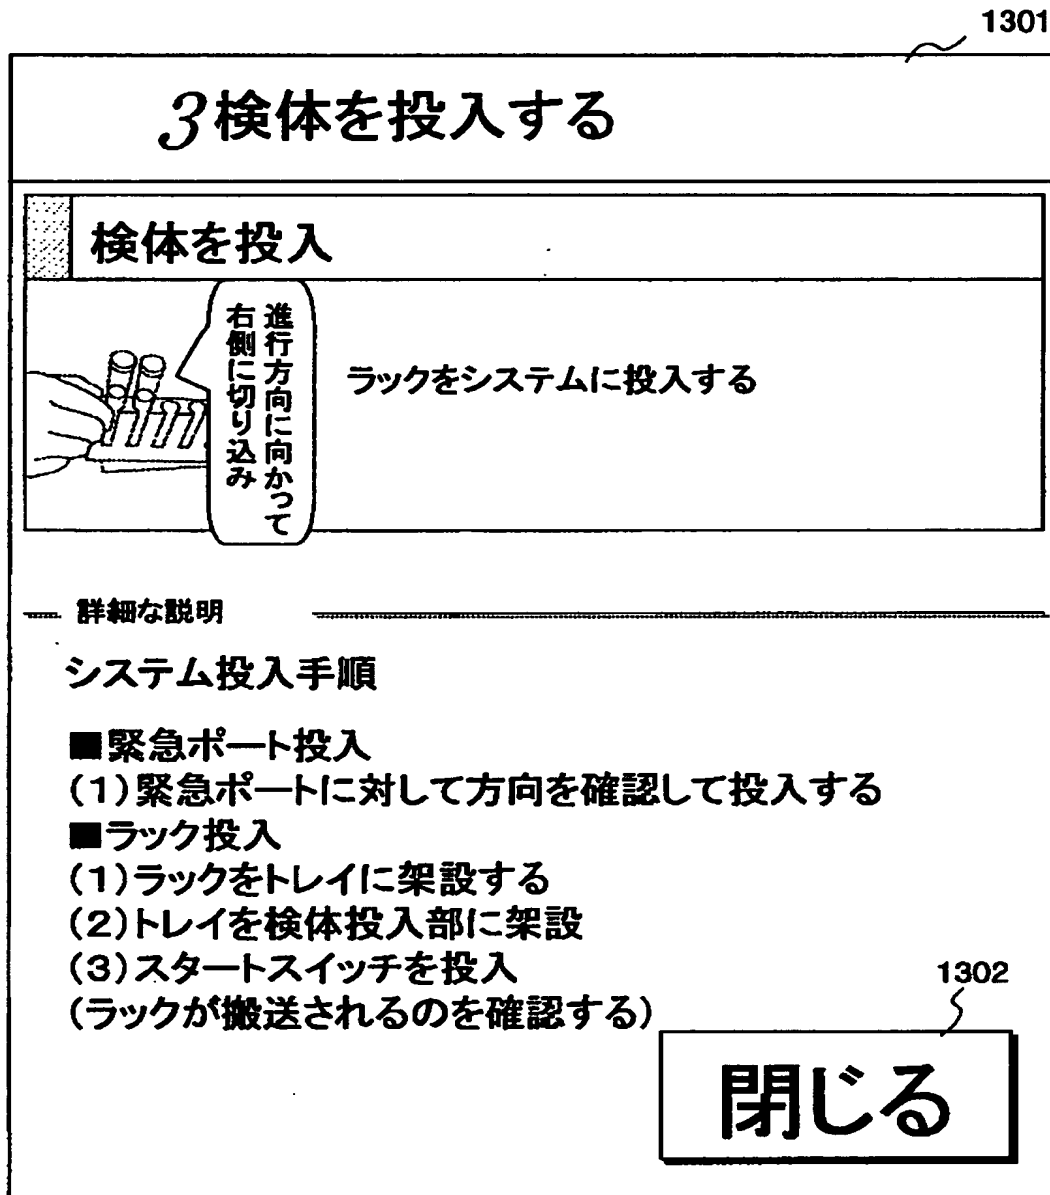 1301
3検体を投入する
検体を投入
進行方向に向かって
右側に切り込み
ラックをシステムに投入する
詳細な説明
システム投入手順
■緊急ポート投入
(1)緊急ポートに対して方向を確認して投入する
■ラック投入
(1)ラックをトレイに架設する
(2)トレイを検体投入部に架設
(3)スタートスイッチを投入
(ラックが搬送されるのを確認する)
1302
閉じる